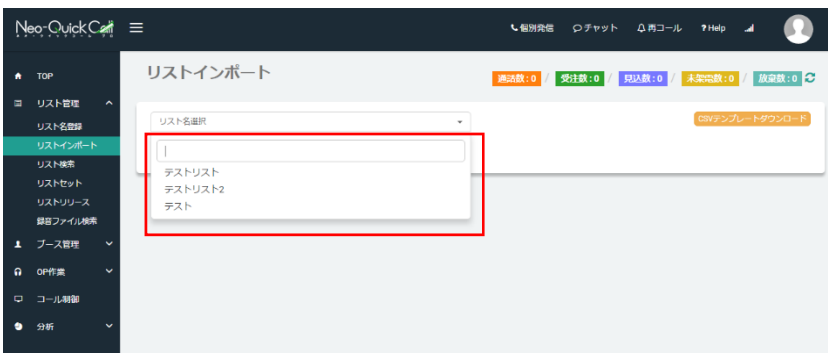 Neo-QuickCall
個別発信 チャット 再コール ?Help
TOP
リスト管理
リスト名登録
リストインポート
リスト検索
リストセット
リストリリース
録音ファイル検索
ブース管理
OP作業
コール制御
分析
リストインポート
通話数:0 / 受注数:0 / 見込数:0 / 未架電数:0 / 放棄数:0
リスト名選択
CSVテンプレートダウンロード
テストリスト
テストリスト2
テスト